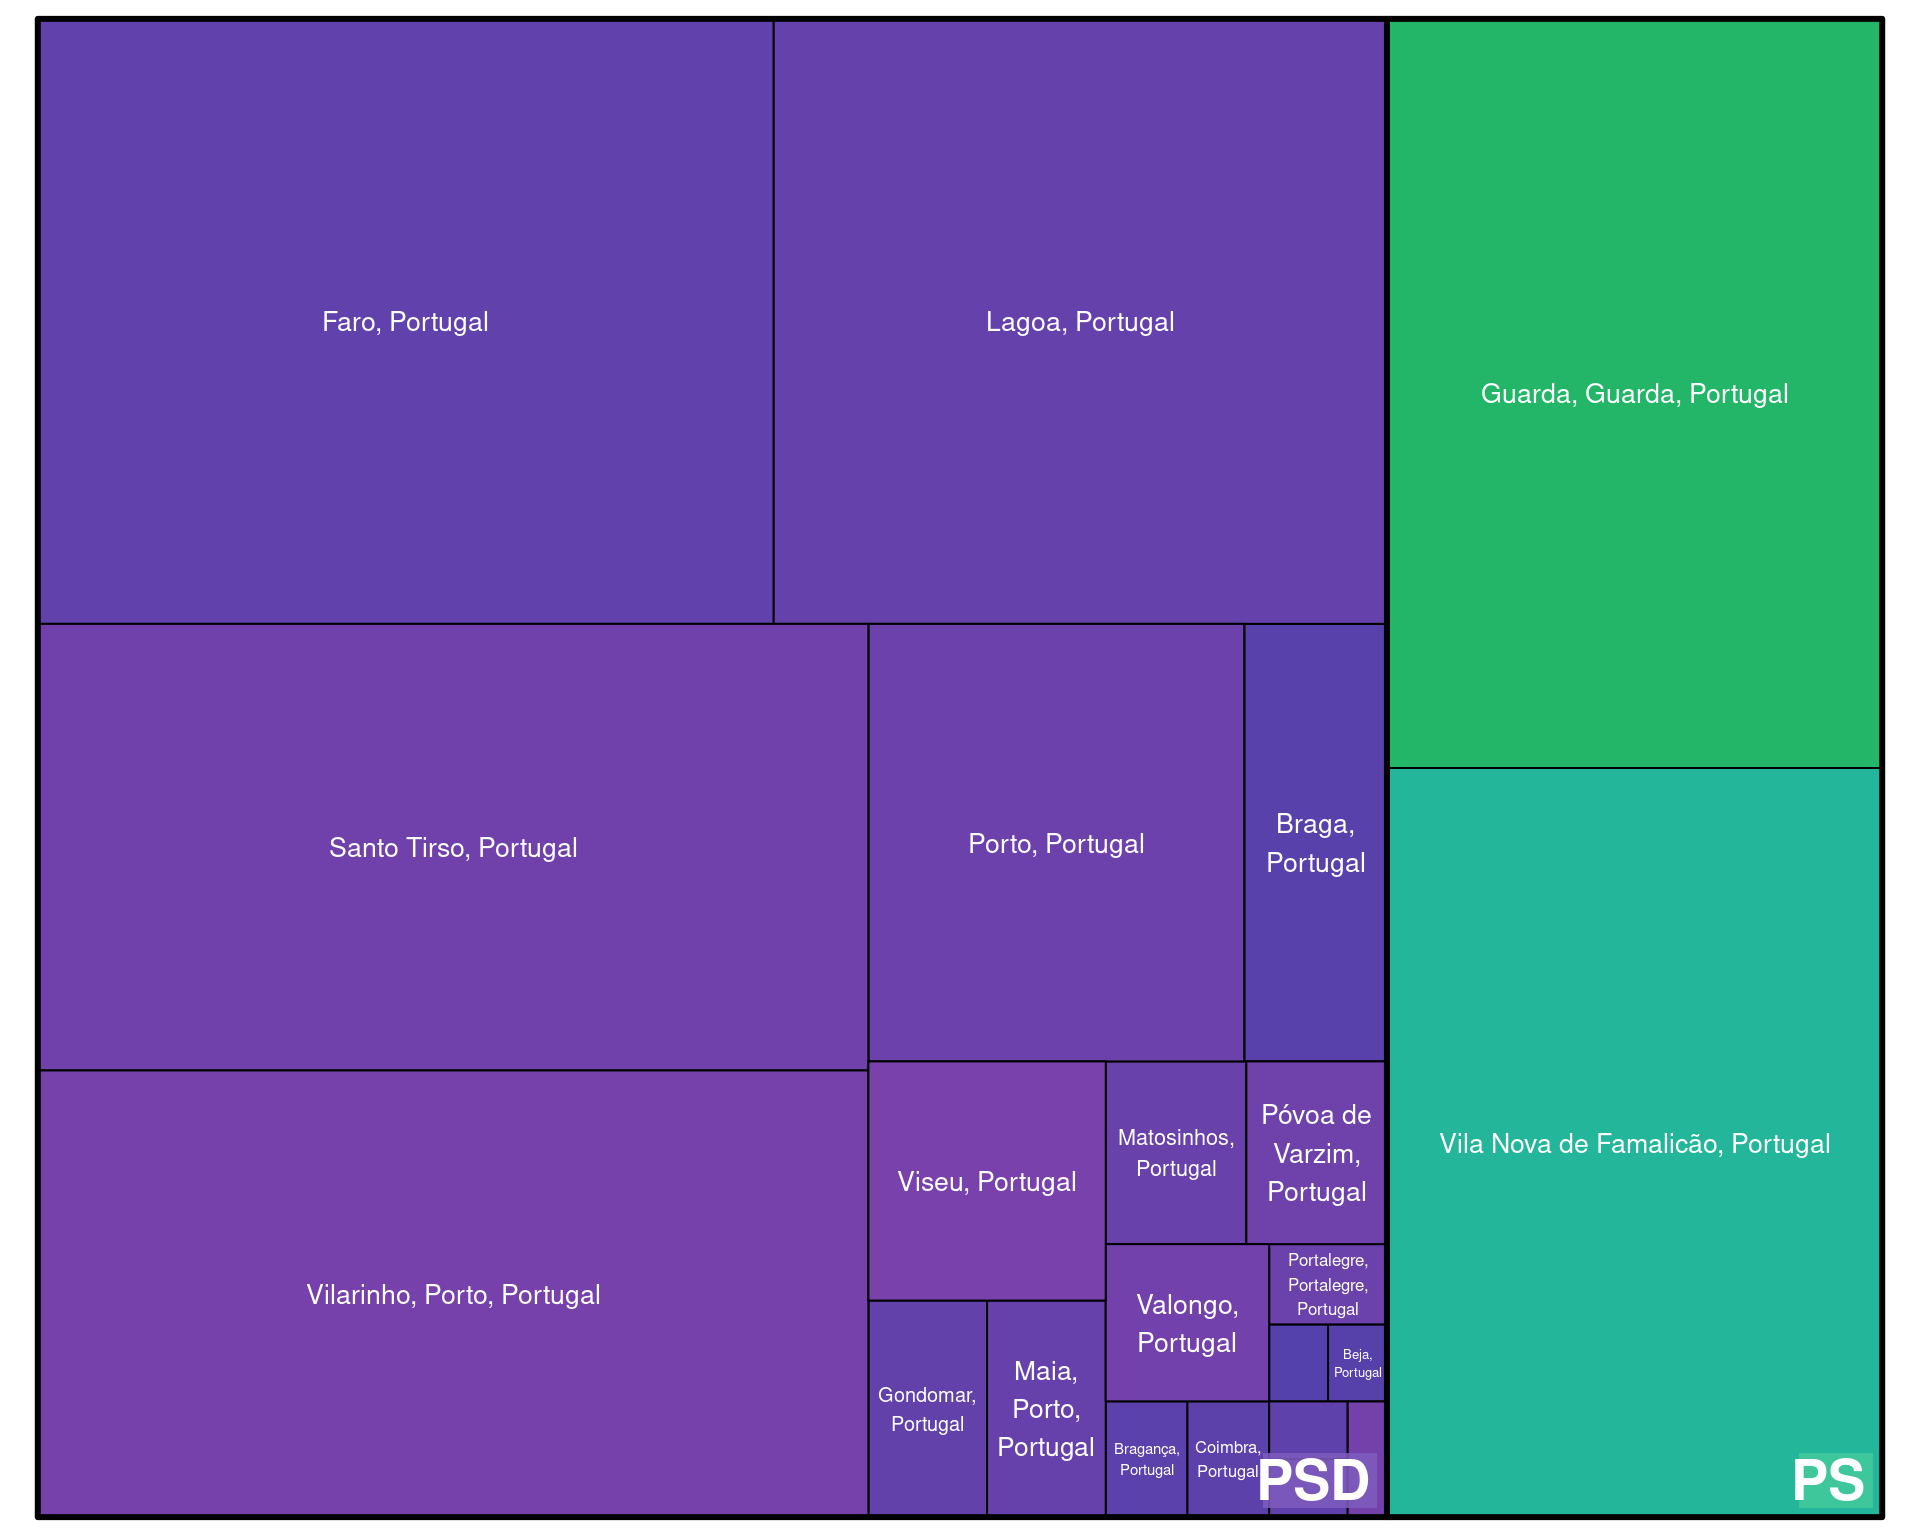 Faro, Portugal
Lagoa, Portugal
Guarda, Guarda, Portugal
Santo Tirso, Portugal
Porto, Portugal
Braga,
Portugal
Vila Nova de Famalicão, Portugal
Vilarinho, Porto, Portugal
Viseu, Portugal
Matosinhos,
Portugal
Póvoa de
Varzim,
Portugal
Valongo,
Portugal
Portalegre,
Portalegre,
Portugal
Beja,
Portugal
Gondomar,
Portugal
Maia,
Porto,
Portugal
Bragança,
Portugal
Coimbra,
Portugal
PSD
PS